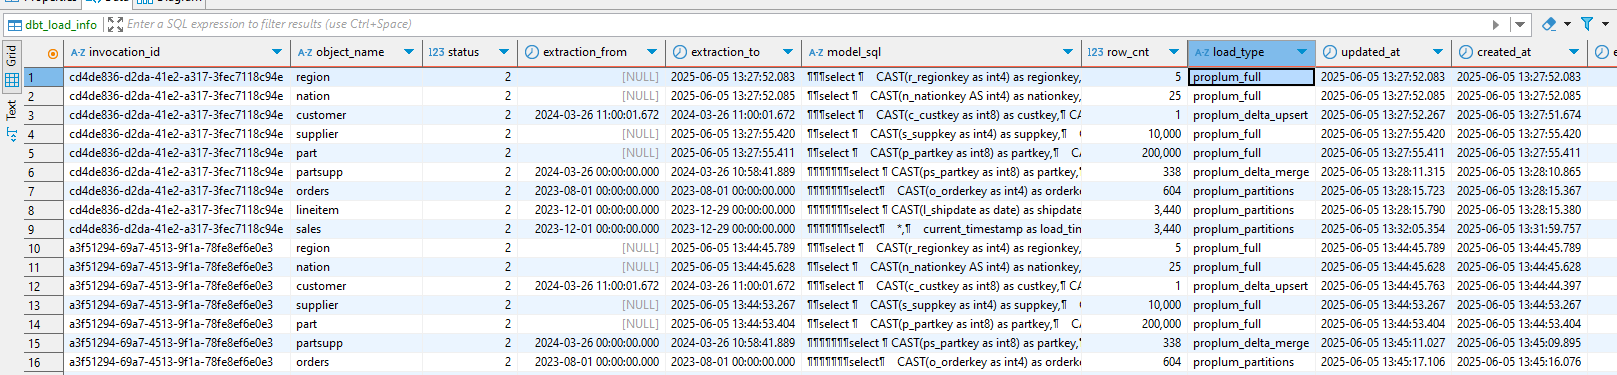 Properties Data Diagram
dbt_load_info Enter a SQL expression to filter results (use Ctrl+Space)
Grid
Text
A-Z invocation_id A-Z object_name 123 status extraction_from extraction_to A-Z model_sql 123 row_cnt A-Z load_type updated_at created_at e
1 cd4de836-d2da-41e2-a317-3fec7118c94e region 2 [NULL] 2025-06-05 13:27:52.083 ¶¶¶select ¶ CAST(r_regionkey as int4) as regionkey, 5 proplum_full 2025-06-05 13:27:52.083 2025-06-05 13:27:52.083
2 cd4de836-d2da-41e2-a317-3fec7118c94e nation 2 [NULL] 2025-06-05 13:27:52.085 ¶¶select ¶ CAST(n_nationkey AS int4) as nationkey, 25 proplum_full 2025-06-05 13:27:52.085 2025-06-05 13:27:52.085
3 cd4de836-d2da-41e2-a317-3fec7118c94e customer 2 2024-03-26 11:00:01.672 2024-03-26 11:00:01.672 ¶¶select ¶ CAST(c_custkey as int8) as custkey,¶ CA 1 proplum_delta_upsert 2025-06-05 13:27:52.267 2025-06-05 13:27:51.674
4 cd4de836-d2da-41e2-a317-3fec7118c94e supplier 2 [NULL] 2025-06-05 13:27:55.420 ¶¶select ¶ CAST(s_suppkey as int4) as suppkey,¶ 10,000 proplum_full 2025-06-05 13:27:55.420 2025-06-05 13:27:55.420
5 cd4de836-d2da-41e2-a317-3fec7118c94e part 2 [NULL] 2025-06-05 13:27:55.411 ¶¶select ¶ CAST(p_partkey as int8) as partkey,¶ CA 200,000 proplum_full 2025-06-05 13:27:55.411 2025-06-05 13:27:55.411
6 cd4de836-d2da-41e2-a317-3fec7118c94e partsupp 2 2024-03-26 00:00:00.000 2024-03-26 10:58:41.889 ¶¶¶¶¶¶¶select ¶ CAST(ps_partkey as int8) as partkey,¶ 338 proplum_delta_merge 2025-06-05 13:28:11.315 2025-06-05 13:28:10.865
7 cd4de836-d2da-41e2-a317-3fec7118c94e orders 2 2023-08-01 00:00:00.000 2023-08-01 00:00:00.000 ¶¶¶¶¶¶¶select¶ CAST(o_orderkey as int4) as orderke 604 proplum_partitions 2025-06-05 13:28:15.723 2025-06-05 13:28:15.367
8 cd4de836-d2da-41e2-a317-3fec7118c94e lineitem 2 2023-12-01 00:00:00.000 2023-12-29 00:00:00.000 ¶¶¶¶¶¶¶select ¶ CAST(l_shipdate as date) as shipdate 3,440 proplum_partitions 2025-06-05 13:28:15.790 2025-06-05 13:28:15.380
9 cd4de836-d2da-41e2-a317-3fec7118c94e sales 2 2023-12-01 00:00:00.000 2023-12-29 00:00:00.000 ¶¶¶¶¶¶¶select¶ *,¶ current_timestamp as load_tim 3,440 proplum_partitions 2025-06-05 13:32:05.354 2025-06-05 13:31:59.757
10 a3f51294-69a7-4513-9f1a-78fe8ef6e0e3 region 2 [NULL] 2025-06-05 13:44:45.789 ¶¶select ¶ CAST(r_regionkey as int4) as regionkey, 5 proplum_full 2025-06-05 13:44:45.789 2025-06-05 13:44:45.789
11 a3f51294-69a7-4513-9f1a-78fe8ef6e0e3 nation 2 [NULL] 2025-06-05 13:44:45.628 ¶¶select ¶ CAST(n_nationkey AS int4) as nationkey, 25 proplum_full 2025-06-05 13:44:45.628 2025-06-05 13:44:45.628
12 a3f51294-69a7-4513-9f1a-78fe8ef6e0e3 customer 2 2024-03-26 11:00:01.672 2024-03-26 11:00:01.672 ¶¶select ¶ CAST(c_custkey as int8) as custkey,¶ CA 1 proplum_delta_upsert 2025-06-05 13:44:45.763 2025-06-05 13:44:44.397
13 a3f51294-69a7-4513-9f1a-78fe8ef6e0e3 supplier 2 [NULL] 2025-06-05 13:44:53.267 ¶¶select ¶ CAST(s_suppkey as int4) as suppkey,¶ 10,000 proplum_full 2025-06-05 13:44:53.267 2025-06-05 13:44:53.267
14 a3f51294-69a7-4513-9f1a-78fe8ef6e0e3 part 2 [NULL] 2025-06-05 13:44:53.404 ¶¶select ¶ CAST(p_partkey as int8) as partkey,¶ CA 200,000 proplum_full 2025-06-05 13:44:53.404 2025-06-05 13:44:53.404
15 a3f51294-69a7-4513-9f1a-78fe8ef6e0e3 partsupp 2 2024-03-26 00:00:00.000 2024-03-26 10:58:41.889 ¶¶¶¶¶¶¶select ¶ CAST(ps_partkey as int8) as partkey,¶ 338 proplum_delta_merge 2025-06-05 13:45:11.027 2025-06-05 13:45:09.895
16 a3f51294-69a7-4513-9f1a-78fe8ef6e0e3 orders 2 2023-08-01 00:00:00.000 2023-08-01 00:00:00.000 ¶¶¶¶¶¶¶select¶ CAST(o_orderkey as int4) as orderke 604 proplum_partitions 2025-06-05 13:45:17.106 2025-06-05 13:45:16.076